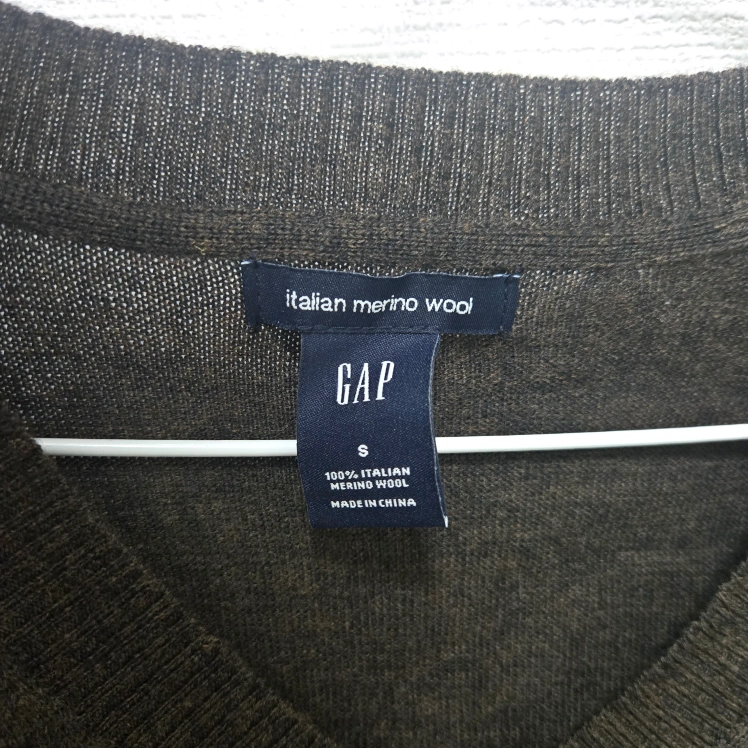 italian merino wool
GAP
S
100% ITALIAN
MERINO WOOL
MADE IN CHINA